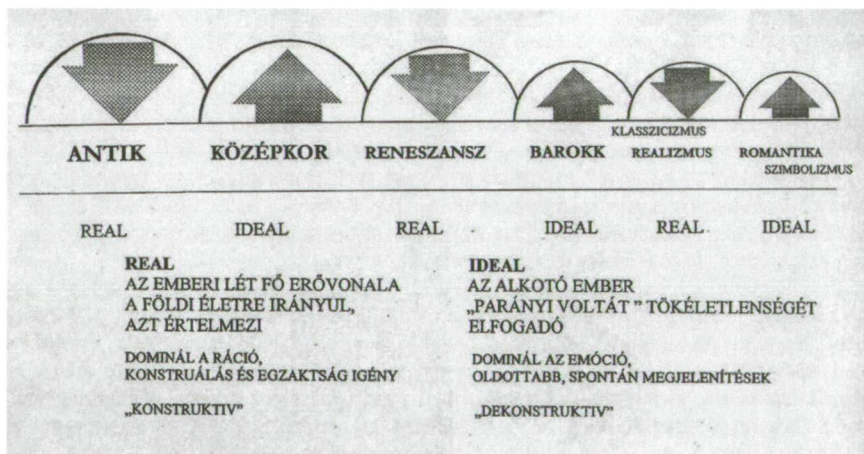 KLASSZICIZMUS
ANTIK KÖZÉPKOR RENESZANSZ BAROKK REALIZMUS ROMANTIKA
SZIMBOLIZMUS
REAL IDEAL REAL IDEAL REAL IDEAL
REAL
AZ EMBERI LÉT FŐ ERŐVONALA
A FÖLDI ÉLETRE IRÁNYUL,
AZT ÉRTELMEZI
DOMINÁL A RÁCIÓ,
KONSTRUÁLÁS ÉS EGZAKTSÁG IGÉNY
„KONSTRUKTIV”
IDEAL
AZ ALKOTÓ EMBER
„PARÁNYI VOLTÁT ” TÖKÉLETLENSÉGÉT
ELFOGADÓ
DOMINÁL AZ EMÓCIÓ,
OLDOTTABB, SPONTÁN MEGJELENÍTÉSEK
„DEKONSTRUKTIV”